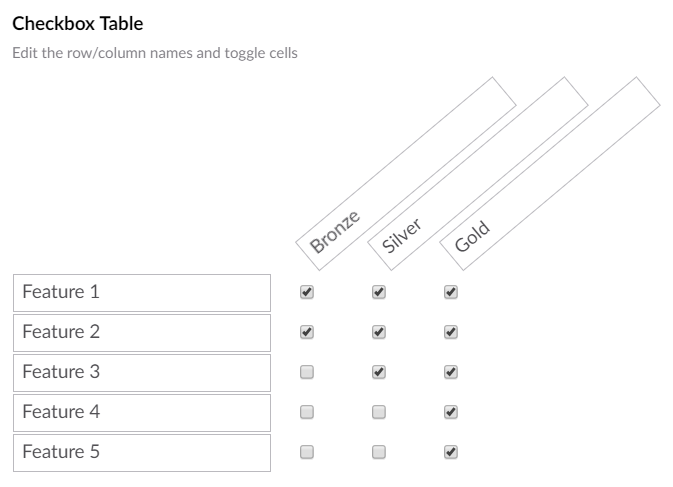 Checkbox Table
Edit the row/column names and toggle cells
Bronze
Silver
Gold
Feature 1
Feature 2
Feature 3
Feature 4
Feature 5